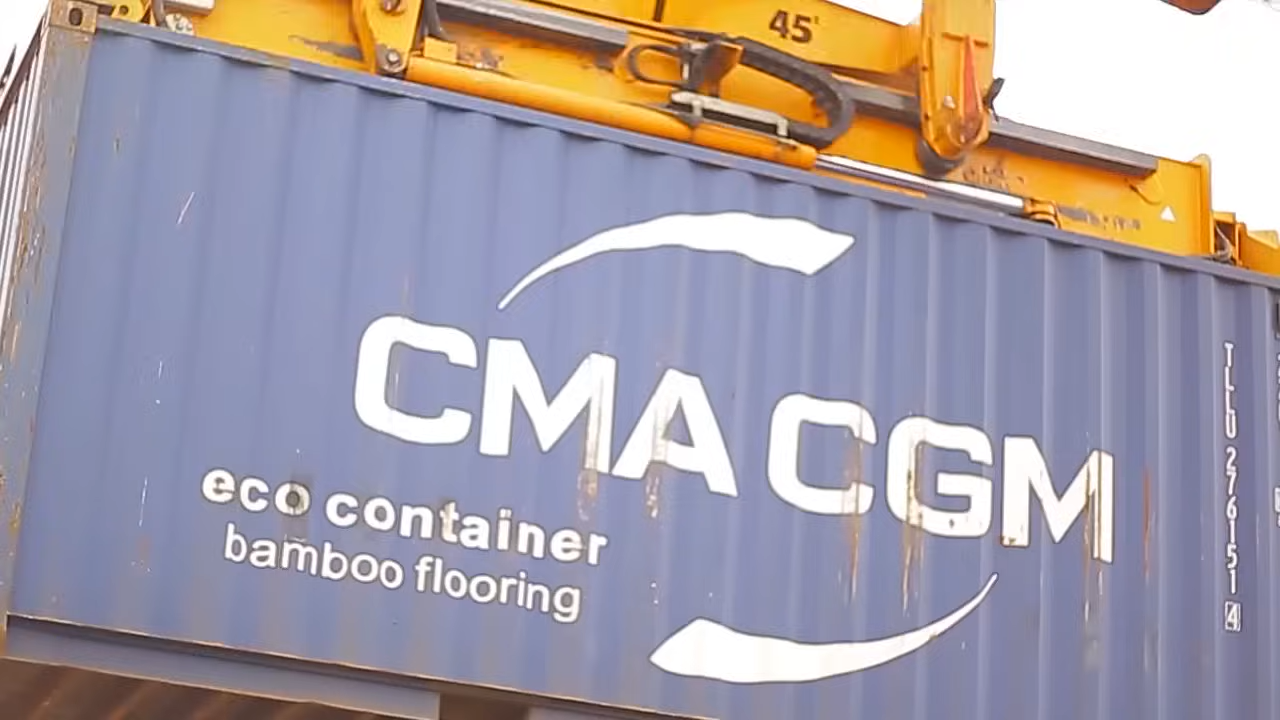 45'
CMA CGM
eco container
bamboo flooring
TLLU 276151 4